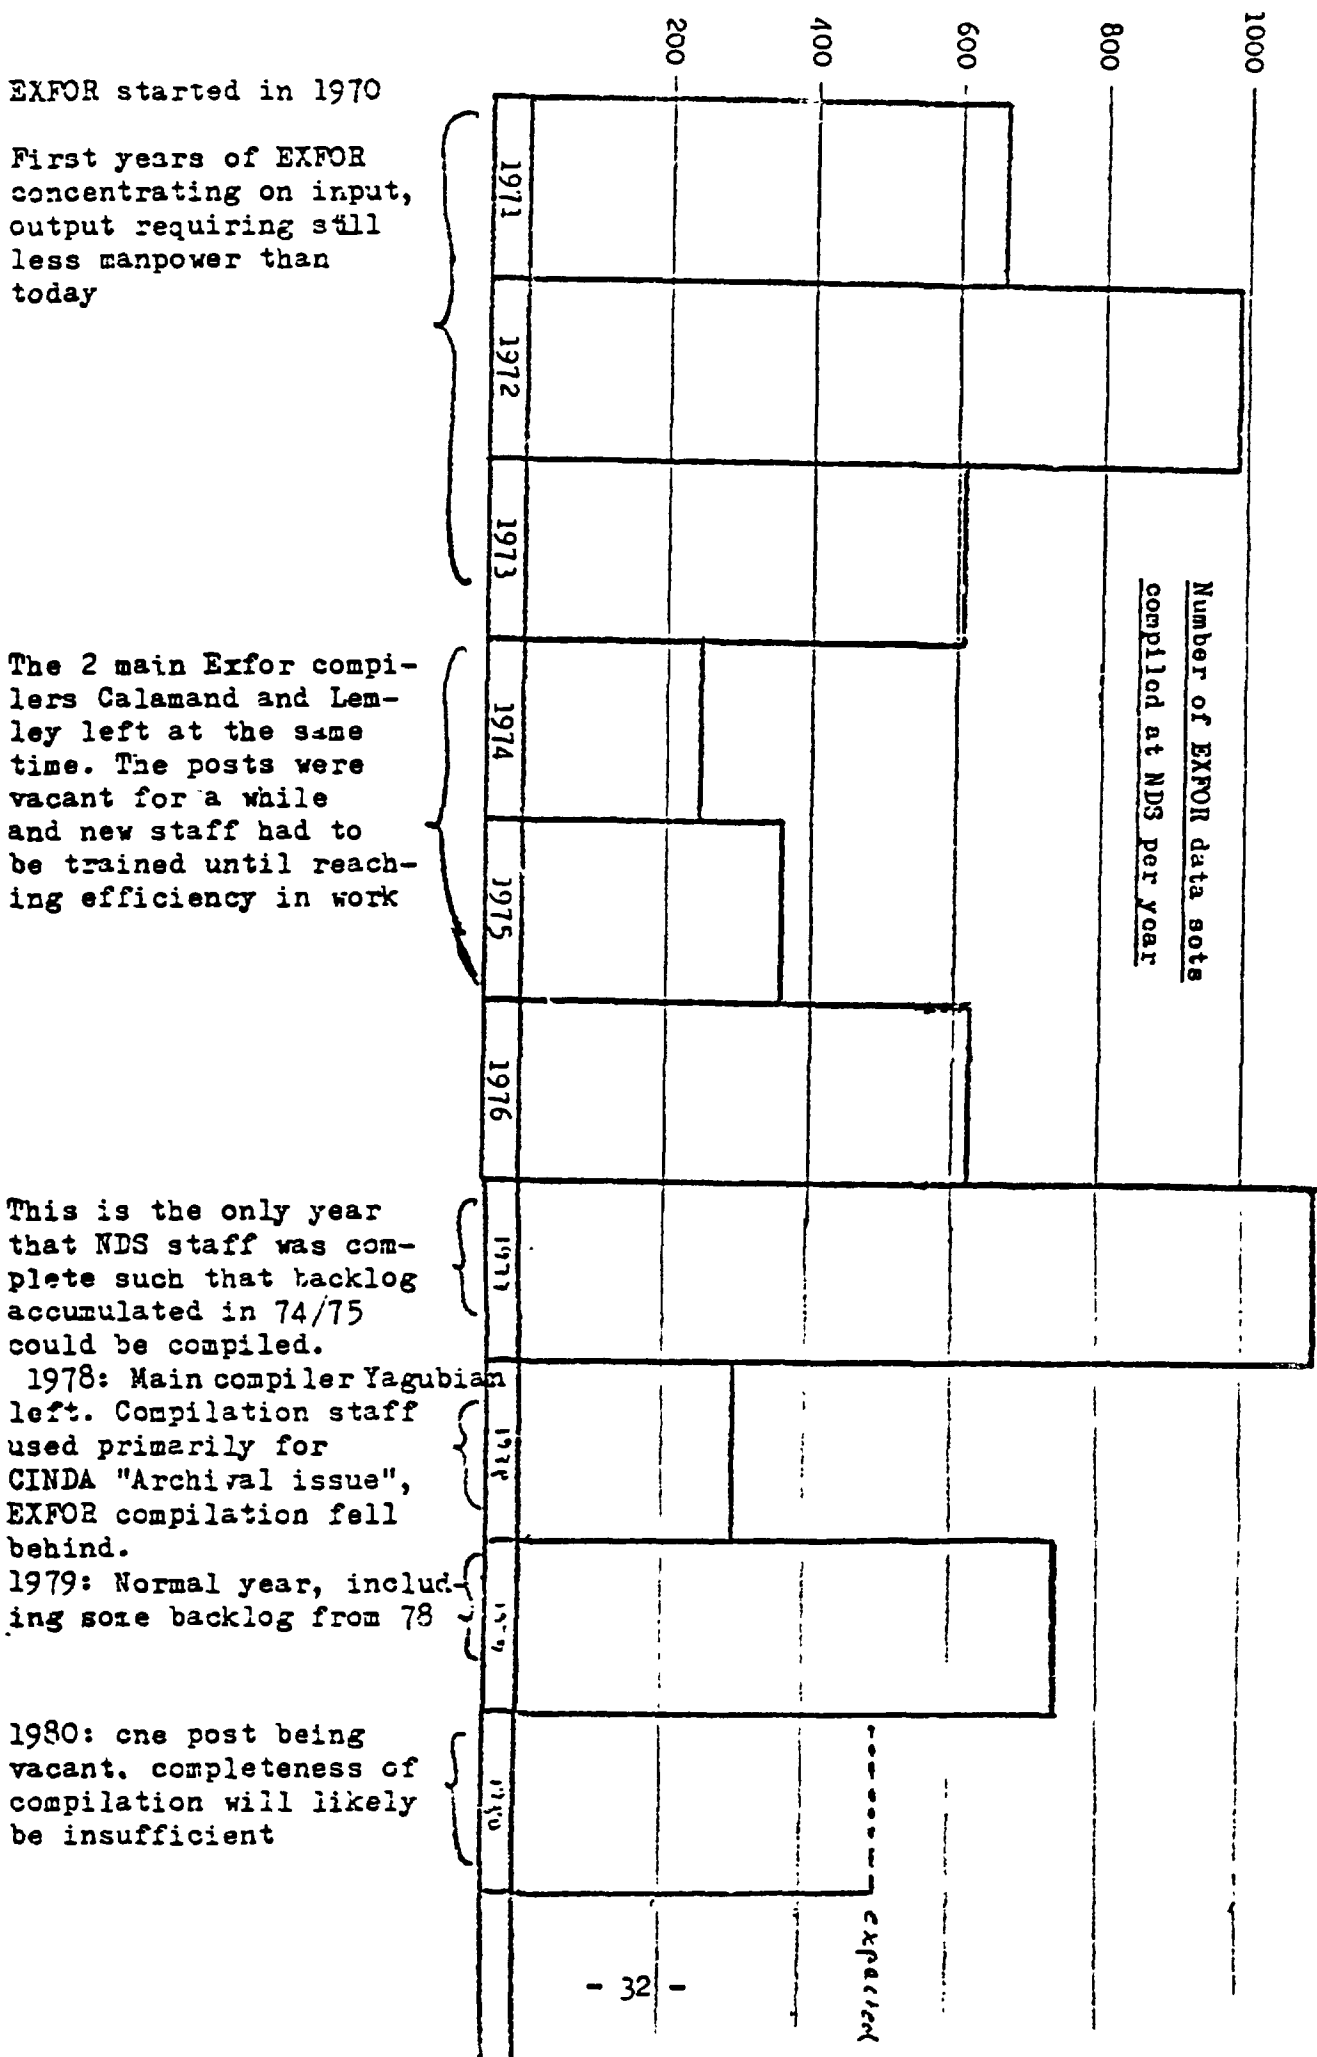 200
400
600
800
1000
Number of EXFOR data sots
compilod at NDS per yoar
EXFOR started in 1970
First years of EXFOR
concentrating on input,
output requiring still
less manpower than
today
1971
1972
1973
The 2 main Exfor compi-
lers Calamand and Lem-
ley left at the same
time. The posts were
vacant for a while
and new staff had to
be trained until reach-
ing efficiency in work
1974
1975
1976
This is the only year
that NDS staff was com-
plete such that backlog
accumulated in 74/75
could be compiled.
1977
1978: Main compiler Yagubian
left. Compilation staff
used primarily for
CINDA "Archival issue",
EXFOR compilation fell
behind.
1978
1979: Normal year, includ-
ing some backlog from 78
1980: one post being
vacant. completeness of
compilation will likely
be insufficient
1980
expected
- 32 -